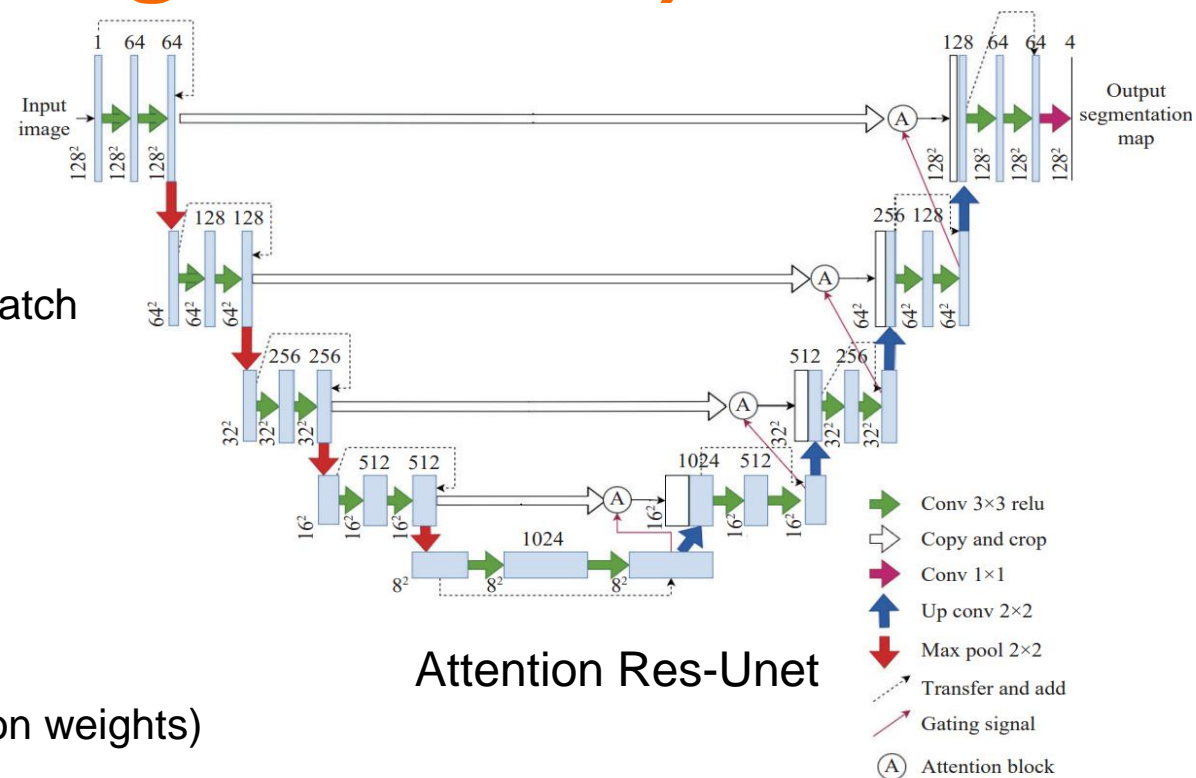 1 64 64
128 64 64 4
Input
image
Output
segmentation
map
128² 128² 128²
128² 128² 128² 128²
128 128
256 128
atch
64² 64² 64²
64² 64² 64²
256 256
512 256
32² 32² 32²
32² 32² 32²
512 512
1024 512
16² 16² 16²
16² 16² 16²
1024
8² 8² 8²
A
A
A
A
Attention Res-Unet
on weights)
Conv 3×3 relu
Copy and crop
Conv 1×1
Up conv 2×2
Max pool 2×2
Transfer and add
Gating signal
A Attention block